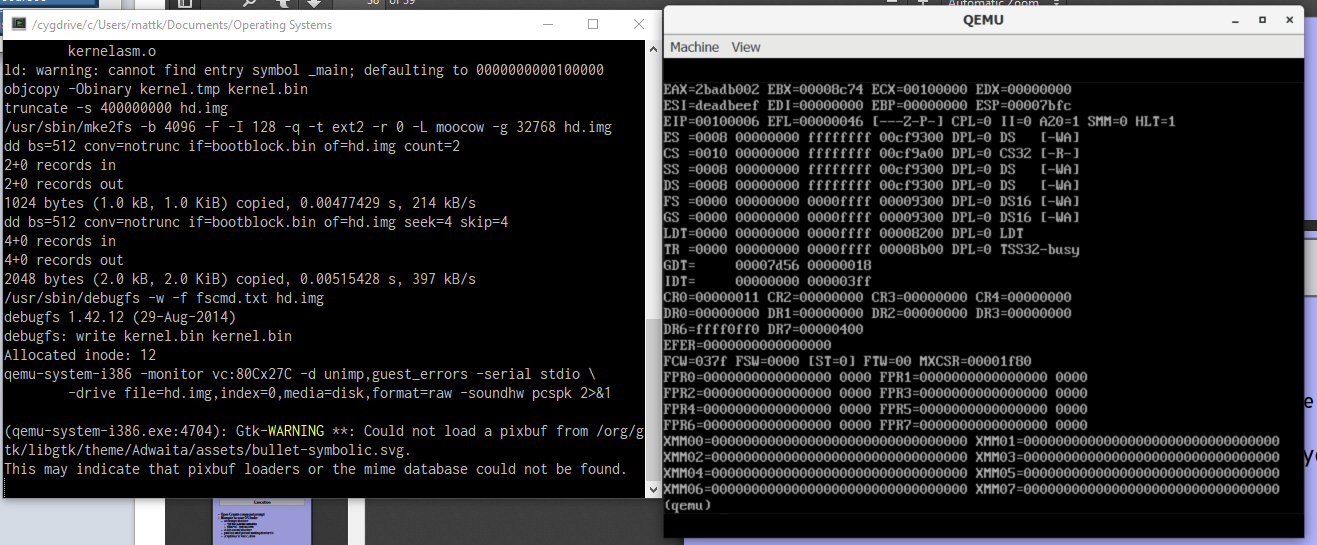 38 of 39
Automatic Zoom
/cygdrive/c/Users/mattk/Documents/Operating Systems
kernelasm.o
ld: warning: cannot find entry symbol _main; defaulting to 0000000000100000
objcopy -Obinary kernel.tmp kernel.bin
truncate -s 400000000 hd.img
/usr/sbin/mke2fs -b 4096 -F -I 128 -q -t ext2 -r 0 -L moocow -g 32768 hd.img
dd bs=512 conv=notrunc if=bootblock.bin of=hd.img count=2
2+0 records in
2+0 records out
1024 bytes (1.0 kB, 1.0 KiB) copied, 0.00477429 s, 214 kB/s
dd bs=512 conv=notrunc if=bootblock.bin of=hd.img seek=4 skip=4
4+0 records in
4+0 records out
2048 bytes (2.0 kB, 2.0 KiB) copied, 0.00515428 s, 397 kB/s
/usr/sbin/debugfs -w -f fscmd.txt hd.img
debugfs 1.42.12 (29-Aug-2014)
debugfs: write kernel.bin kernel.bin
Allocated inode: 12
qemu-system-i386 -monitor vc:80Cx27C -d unimp,guest_errors -serial stdio \
-drive file=hd.img,index=0,media=disk,format=raw -soundhw pcspk 2>&1
(qemu-system-i386.exe:4704): Gtk-WARNING **: Could not load a pixbuf from /org/g
tk/libgtk/theme/Adwaita/assets/bullet-symbolic.svg.
This may indicate that pixbuf loaders or the mime database could not be found.
QEMU
Machine View
EAX=2badb002 EBX=00008c74 ECX=00100000 EDX=00000000
ESI=deadbeef EDI=00000000 EBP=00000000 ESP=00007bfc
EIP=00100006 EFL=00000046 [---Z-P-] CPL=0 II=0 A20=1 SMM=0 HLT=1
ES =0008 00000000 ffffffff 00cf9300 DPL=0 DS [-WA]
CS =0010 00000000 ffffffff 00cf9a00 DPL=0 CS32 [-R-]
SS =0008 00000000 ffffffff 00cf9300 DPL=0 DS [-WA]
DS =0008 00000000 ffffffff 00cf9300 DPL=0 DS [-WA]
FS =0000 00000000 0000ffff 00009300 DPL=0 DS16 [-WA]
GS =0000 00000000 0000ffff 00009300 DPL=0 DS16 [-WA]
LDT=0000 00000000 0000ffff 00008200 DPL=0 LDT
TR =0000 00000000 0000ffff 00008b00 DPL=0 TSS32-busy
GDT= 00007d56 00000018
IDT= 00000000 000003ff
CR0=00000011 CR2=00000000 CR3=00000000 CR4=00000000
DR0=00000000 DR1=00000000 DR2=00000000 DR3=00000000
DR6=ffff0ff0 DR7=00000400
EFER=0000000000000000
FCW=037f FSW=0000 [ST=0] FTW=00 MXCSR=00001f80
FPR0=0000000000000000 0000 FPR1=0000000000000000 0000
FPR2=0000000000000000 0000 FPR3=0000000000000000 0000
FPR4=0000000000000000 0000 FPR5=0000000000000000 0000
FPR6=0000000000000000 0000 FPR7=0000000000000000 0000
XMM00=00000000000000000000000000000000 XMM01=00000000000000000000000000000000
XMM02=00000000000000000000000000000000 XMM03=00000000000000000000000000000000
XMM04=00000000000000000000000000000000 XMM05=00000000000000000000000000000000
XMM06=00000000000000000000000000000000 XMM07=00000000000000000000000000000000
(qemu)